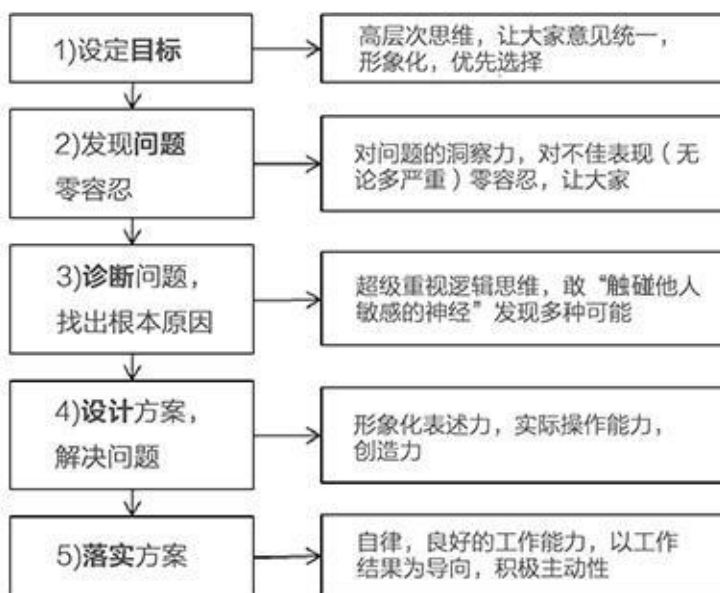 1)设定目标
高层次思维，让大家意见统一，
形象化，优先选择
2)发现问题
零容忍
对问题的洞察力，对不佳表现（无
论多严重）零容忍，让大家
3)诊断问题，
找出根本原因
超级重视逻辑思维，敢“触碰他人
敏感的神经”发现多种可能
4)设计方案，
解决问题
形象化表述力，实际操作能力，
创造力
5)落实方案
自律，良好的工作能力，以工作
结果为导向，积极主动性